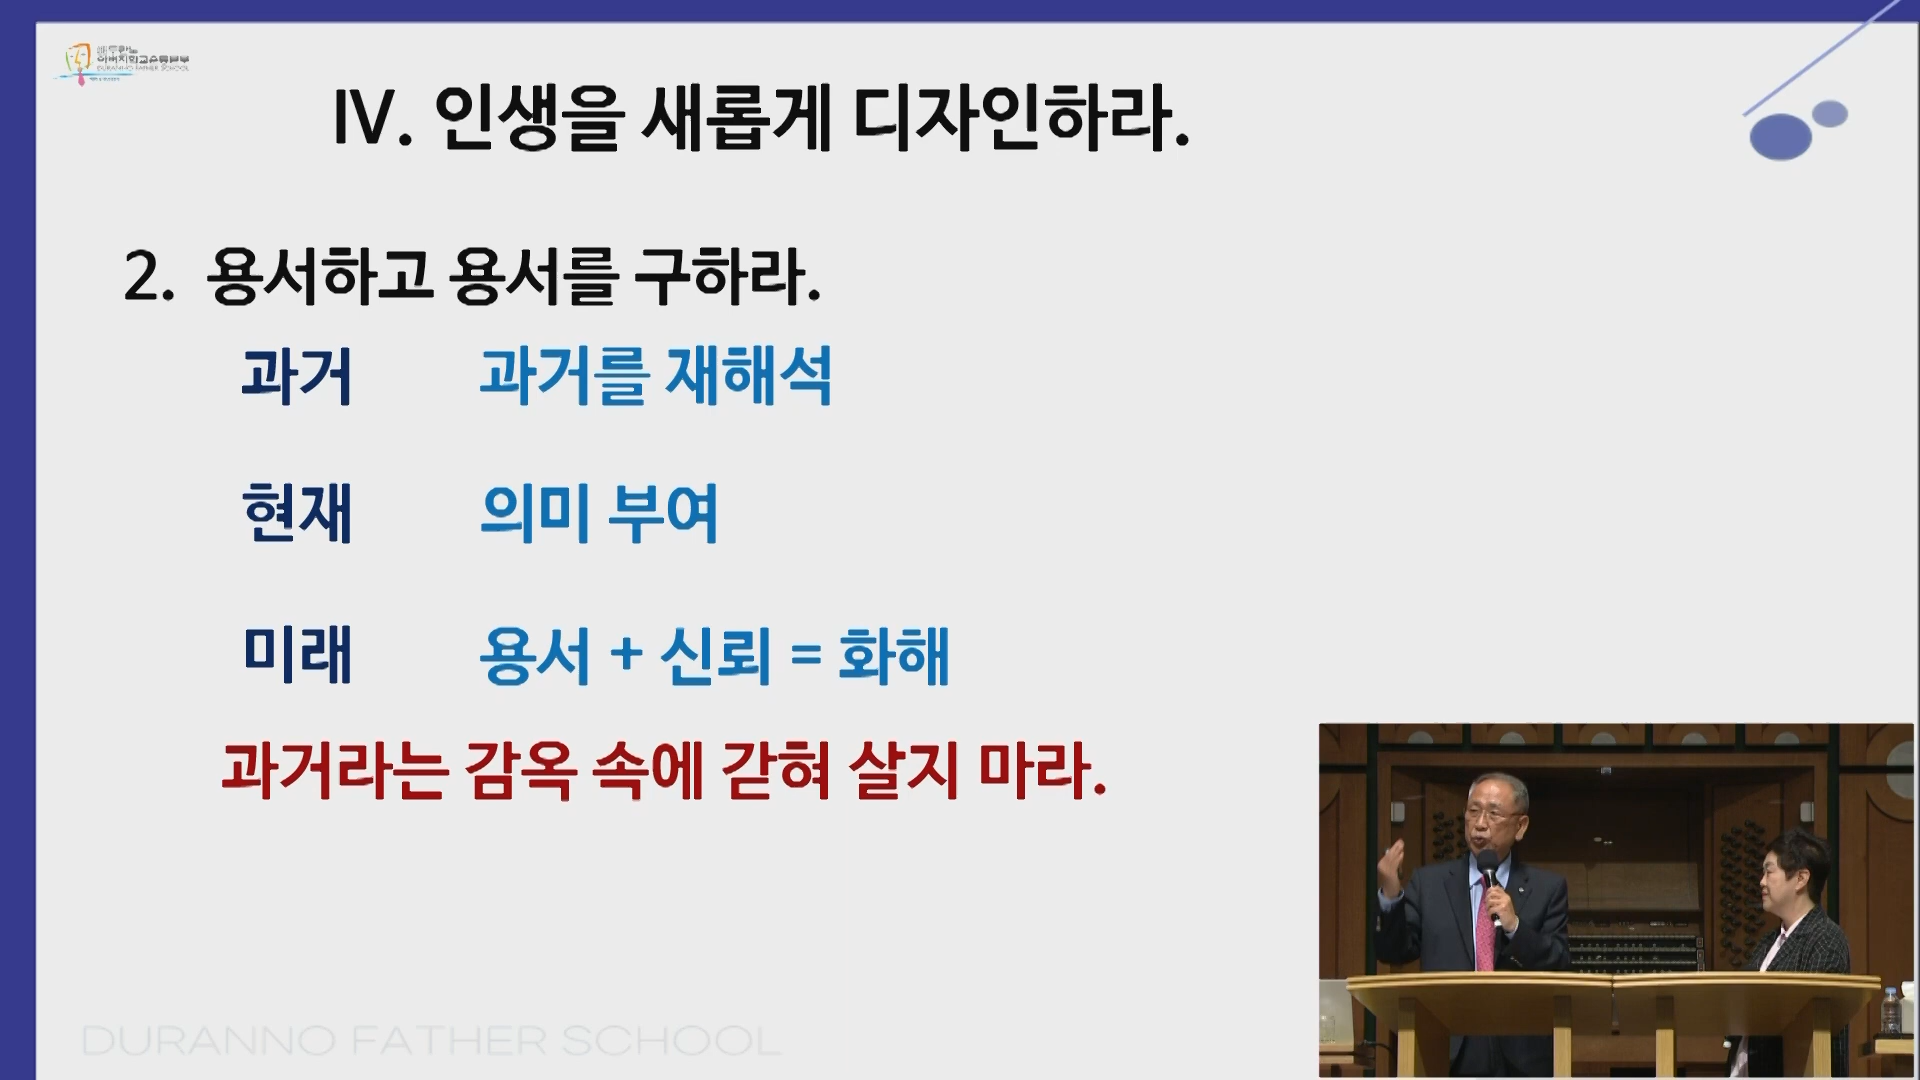 DURANNO FATHER SCHOOL
IV. 인생을 새롭게 디자인하라.
2. 용서하고 용서를 구하라.
과거 과거를 재해석
현재 의미 부여
미래 용서 + 신뢰 = 화해
과거라는 감옥 속에 갇혀 살지 마라.
DURANNO FATHER SCHOOL